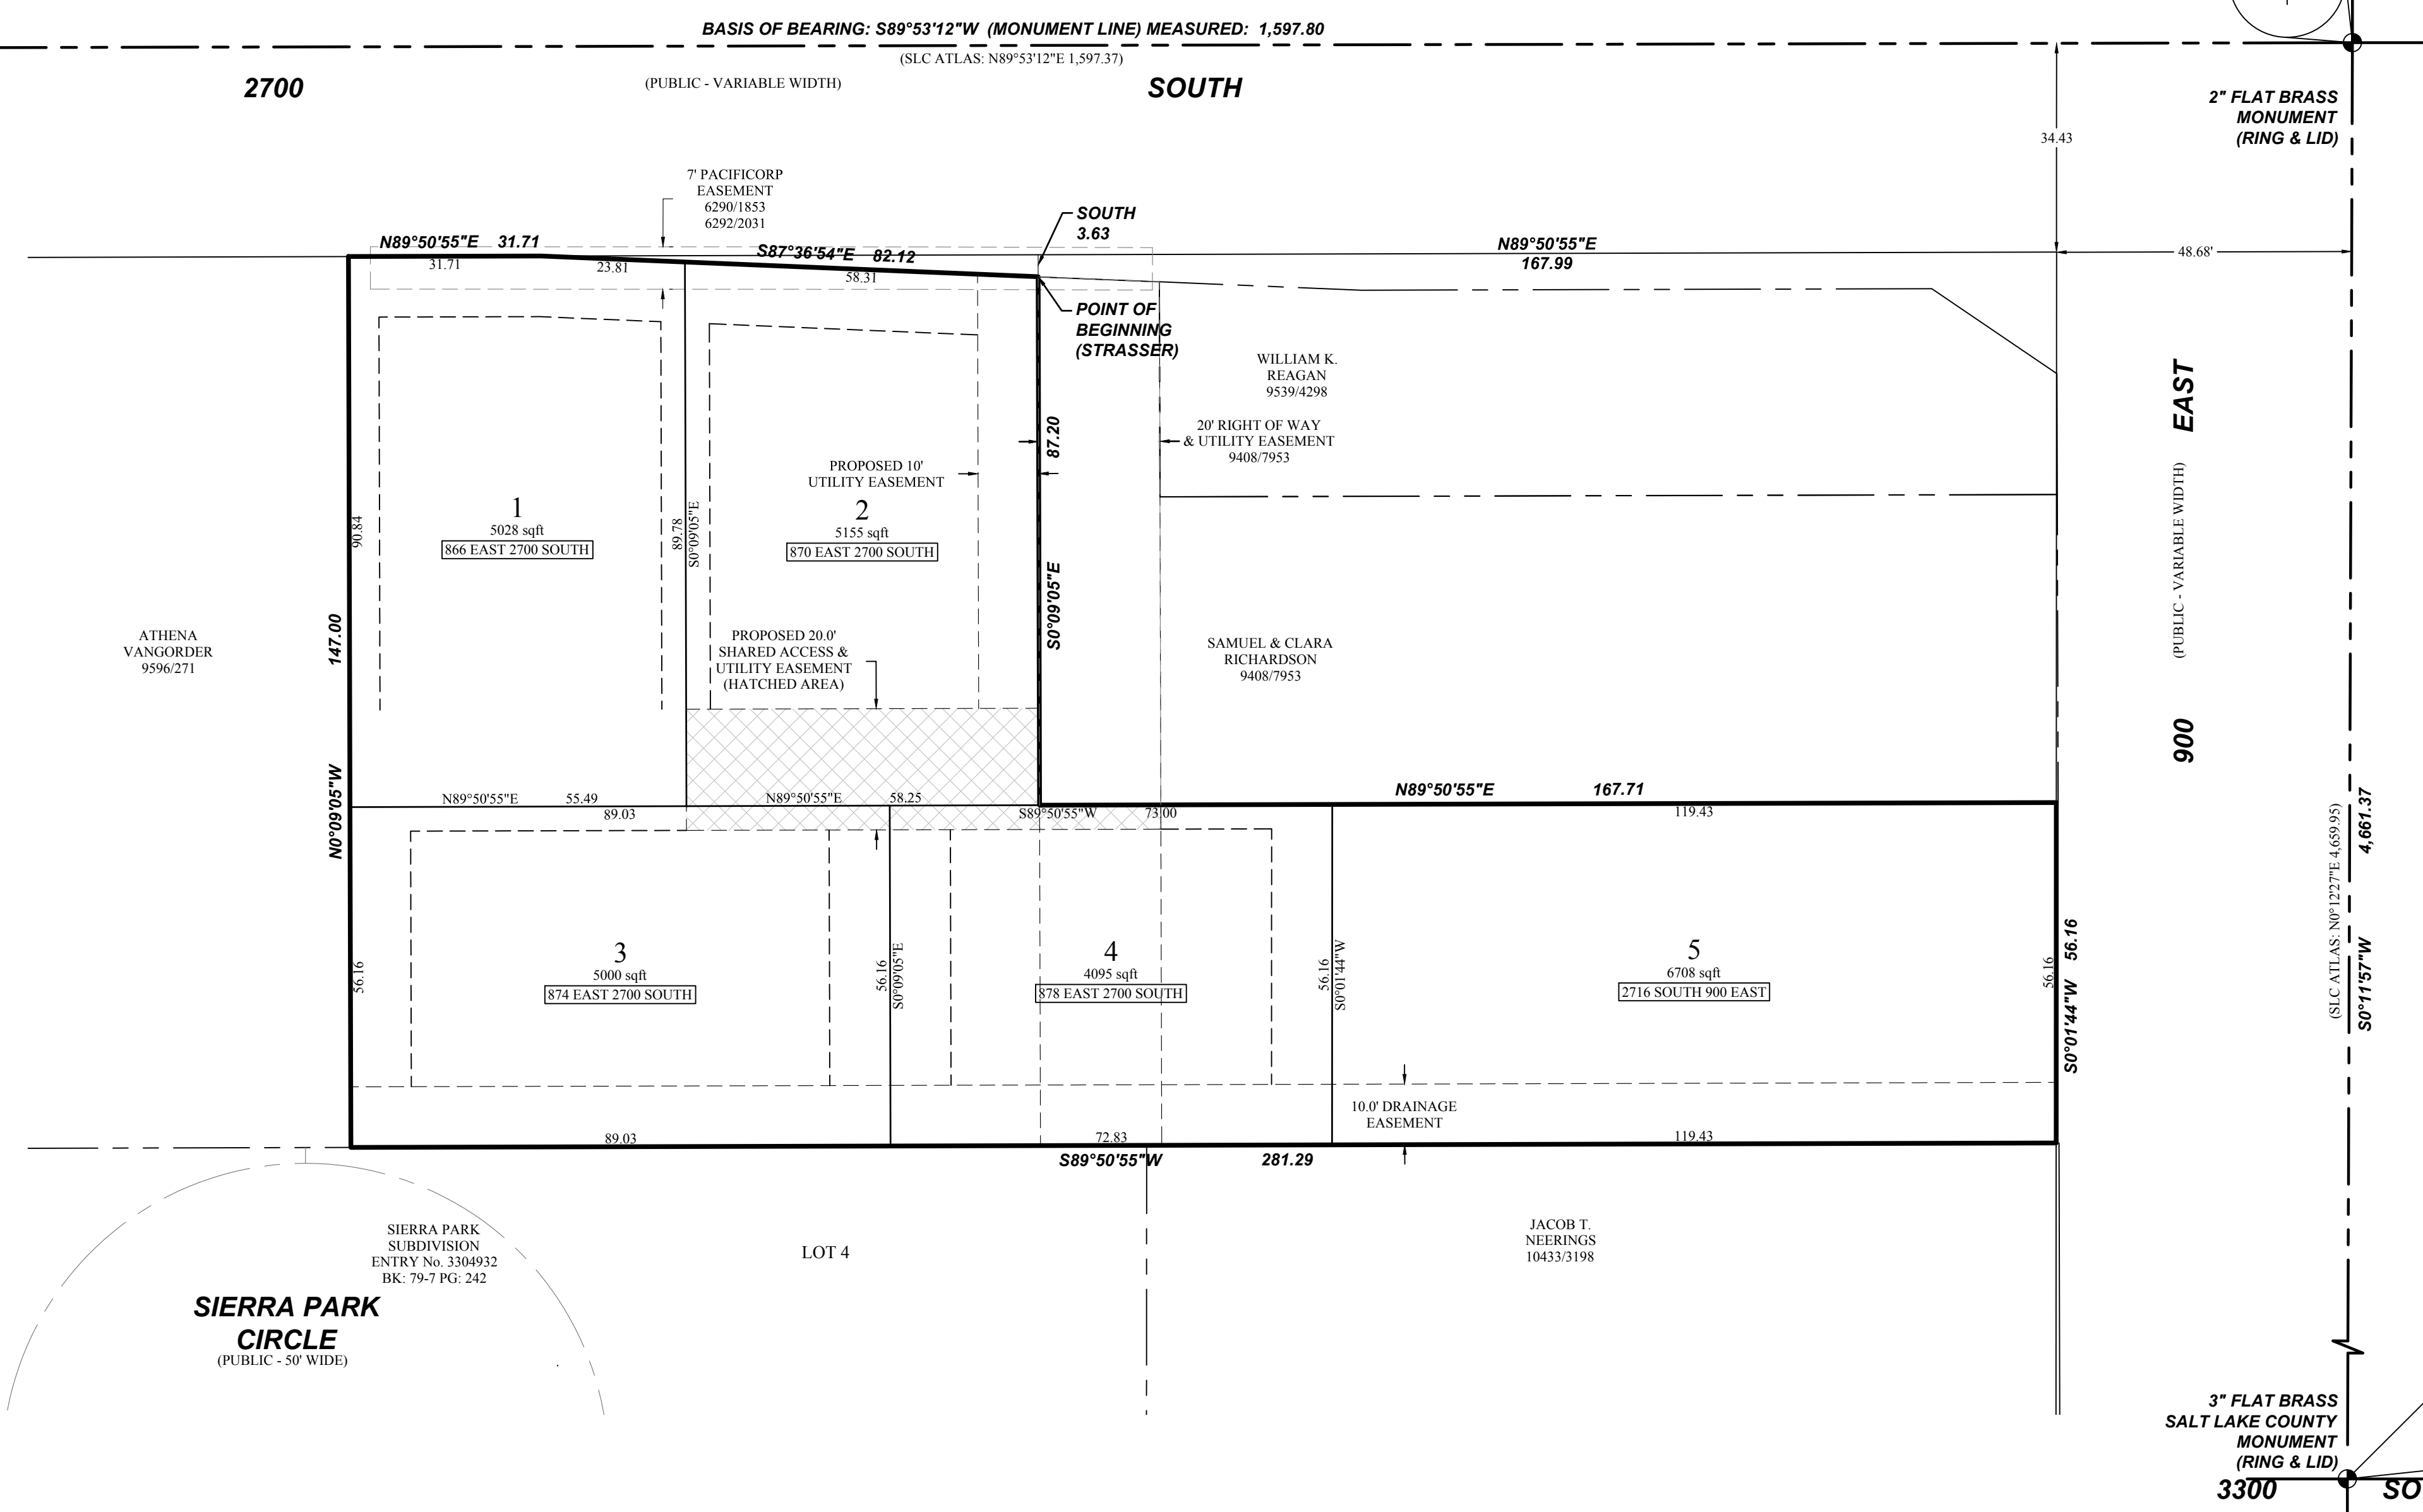 BASIS OF BEARING: S89°53'12"W (MONUMENT LINE) MEASURED: 1,597.80
(SLC ATLAS: N89°53'12"E 1,597.37)
2700
(PUBLIC - VARIABLE WIDTH)
SOUTH
2" FLAT BRASS
MONUMENT
(RING & LID)
34.43
7' PACIFICORP
EASEMENT
6290/1853
6292/2031
SOUTH
3.63
N89°50'55"E 31.71
S87°36'54"E 82.12
N89°50'55"E
167.99
48.68'
31.71
23.81
58.31
POINT OF
BEGINNING
(STRASSER)
WILLIAM K.
REAGAN
9539/4298
20' RIGHT OF WAY
& UTILITY EASEMENT
9408/7953
87.20
S0°09'05"E
PROPOSED 10'
UTILITY EASEMENT
1
5028 sqft
866 EAST 2700 SOUTH
2
5155 sqft
870 EAST 2700 SOUTH
90.84
89.78
S0°09'05"E
900 EAST
(PUBLIC - VARIABLE WIDTH)
ATHENA
VANGORDER
9596/271
147.00
N0°09'05"W
PROPOSED 20.0'
SHARED ACCESS &
UTILITY EASEMENT
(HATCHED AREA)
SAMUEL & CLARA
RICHARDSON
9408/7953
N89°50'55"E 55.49
N89°50'55"E 58.25
N89°50'55"E 167.71
89.03
S89°50'55"W 73.00
119.43
(SLC ATLAS: N0°12'27"E 4,659.95)
S0°11'57"W 4,661.37
3
5000 sqft
874 EAST 2700 SOUTH
4
4095 sqft
878 EAST 2700 SOUTH
5
6708 sqft
2716 SOUTH 900 EAST
56.16
56.16
S0°09'05"E
56.16
S0°01'44"W
56.16
S0°01'44"W 56.16
10.0' DRAINAGE
EASEMENT
89.03
72.83
119.43
S89°50'55"W 281.29
SIERRA PARK
SUBDIVISION
ENTRY No. 3304932
BK: 79-7 PG: 242
LOT 4
JACOB T.
NEERINGS
10433/3198
SIERRA PARK
CIRCLE
(PUBLIC - 50' WIDE)
3" FLAT BRASS
SALT LAKE COUNTY
MONUMENT
(RING & LID)
3300 SO